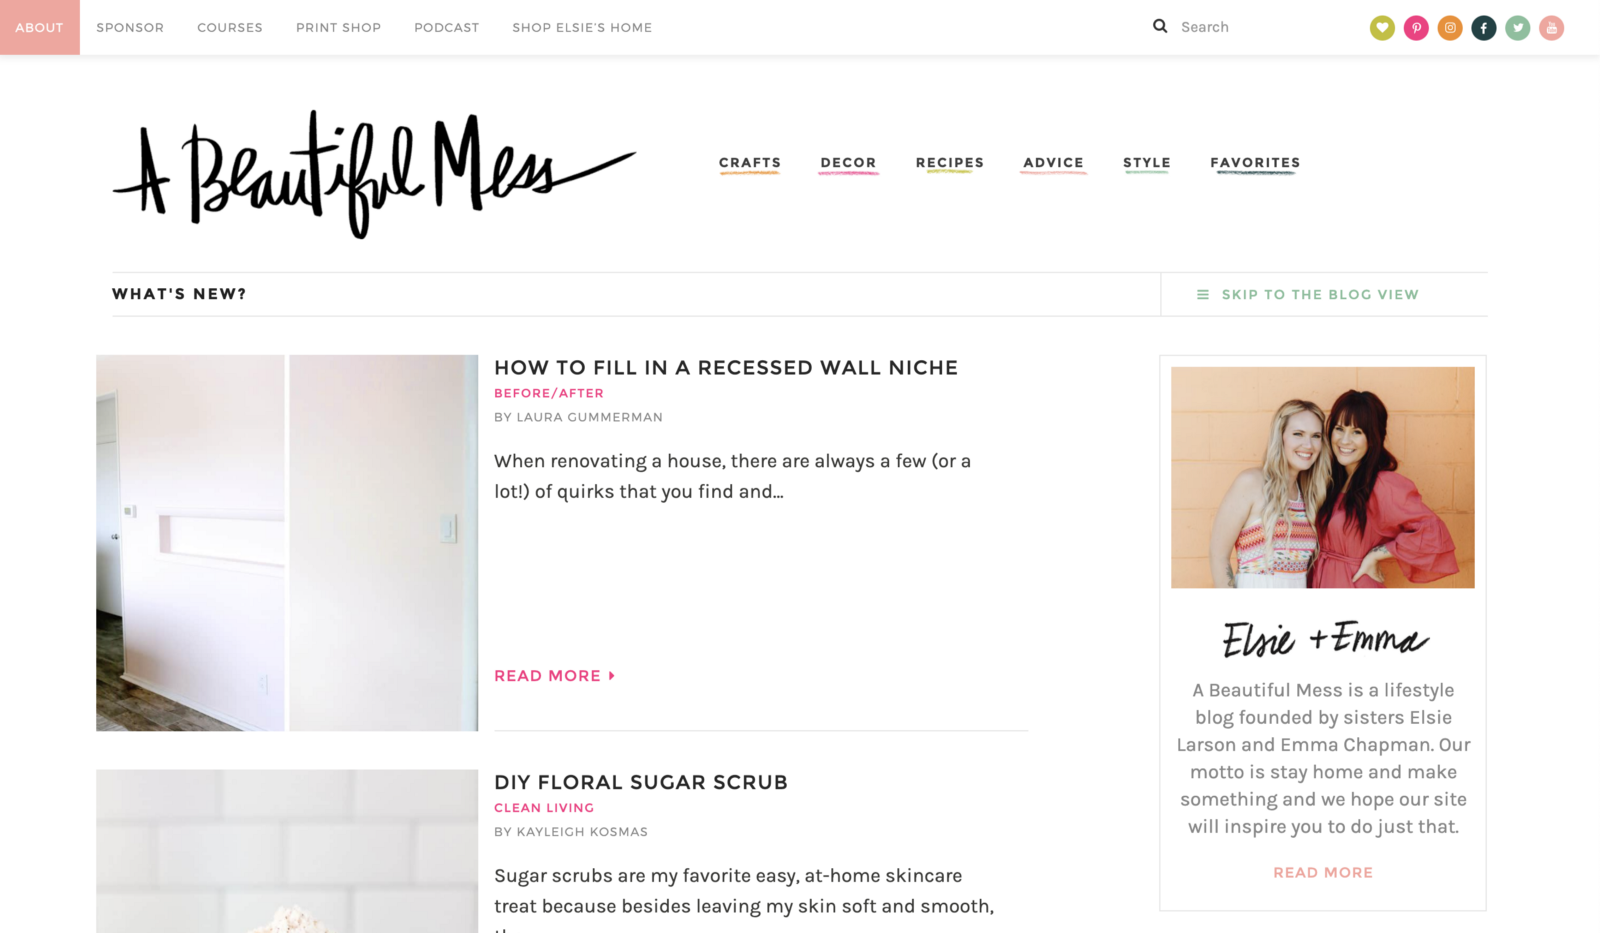 ABOUT SPONSOR COURSES PRINT SHOP PODCAST SHOP ELSIE'S HOME Search
A Beautiful Mess
CRAFTS DECOR RECIPES ADVICE STYLE FAVORITES
WHAT'S NEW? SKIP TO THE BLOG VIEW
HOW TO FILL IN A RECESSED WALL NICHE
BEFORE/AFTER
BY LAURA GUMMERMAN
When renovating a house, there are always a few (or a
lot!) of quirks that you find and...
READ MORE
DIY FLORAL SUGAR SCRUB
CLEAN LIVING
BY KAYLEIGH KOSMAS
Sugar scrubs are my favorite easy, at-home skincare
treat because besides leaving my skin soft and smooth,
Elsie + Emma
A Beautiful Mess is a lifestyle
blog founded by sisters Elsie
Larson and Emma Chapman. Our
motto is stay home and make
something and we hope our site
will inspire you to do just that.
READ MORE